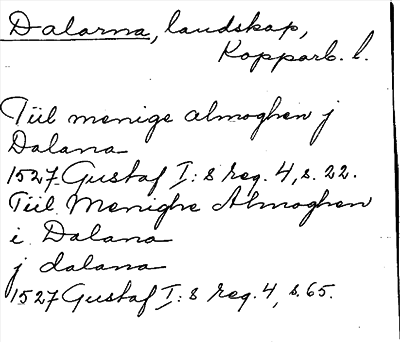 Dalarna, landskap,
Kopparb. l.
Tiil menige almoghen j
Dalana
1527 Gustaf I:s reg. 4, s. 22.
Tiil Menighe Almoghen
i Dalana
j dalana
1527 Gustaf I:s reg. 4, s. 65.